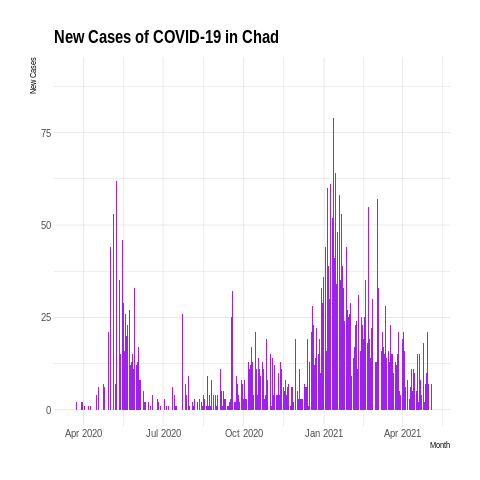 New Cases of COVID-19 in Chad
New Cases
75
50
25
0
Apr 2020
Jul 2020
Oct 2020
Jan 2021
Apr 2021
Month